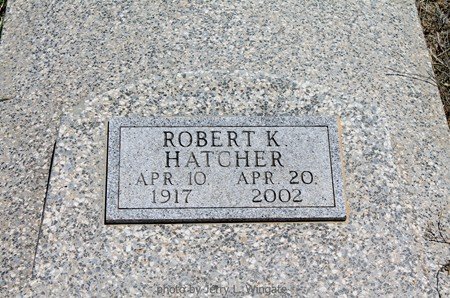 ROBERT K.
HATCHER
APR. 10. APR. 20.
1917 2002
photo by Jerry L. Wingate